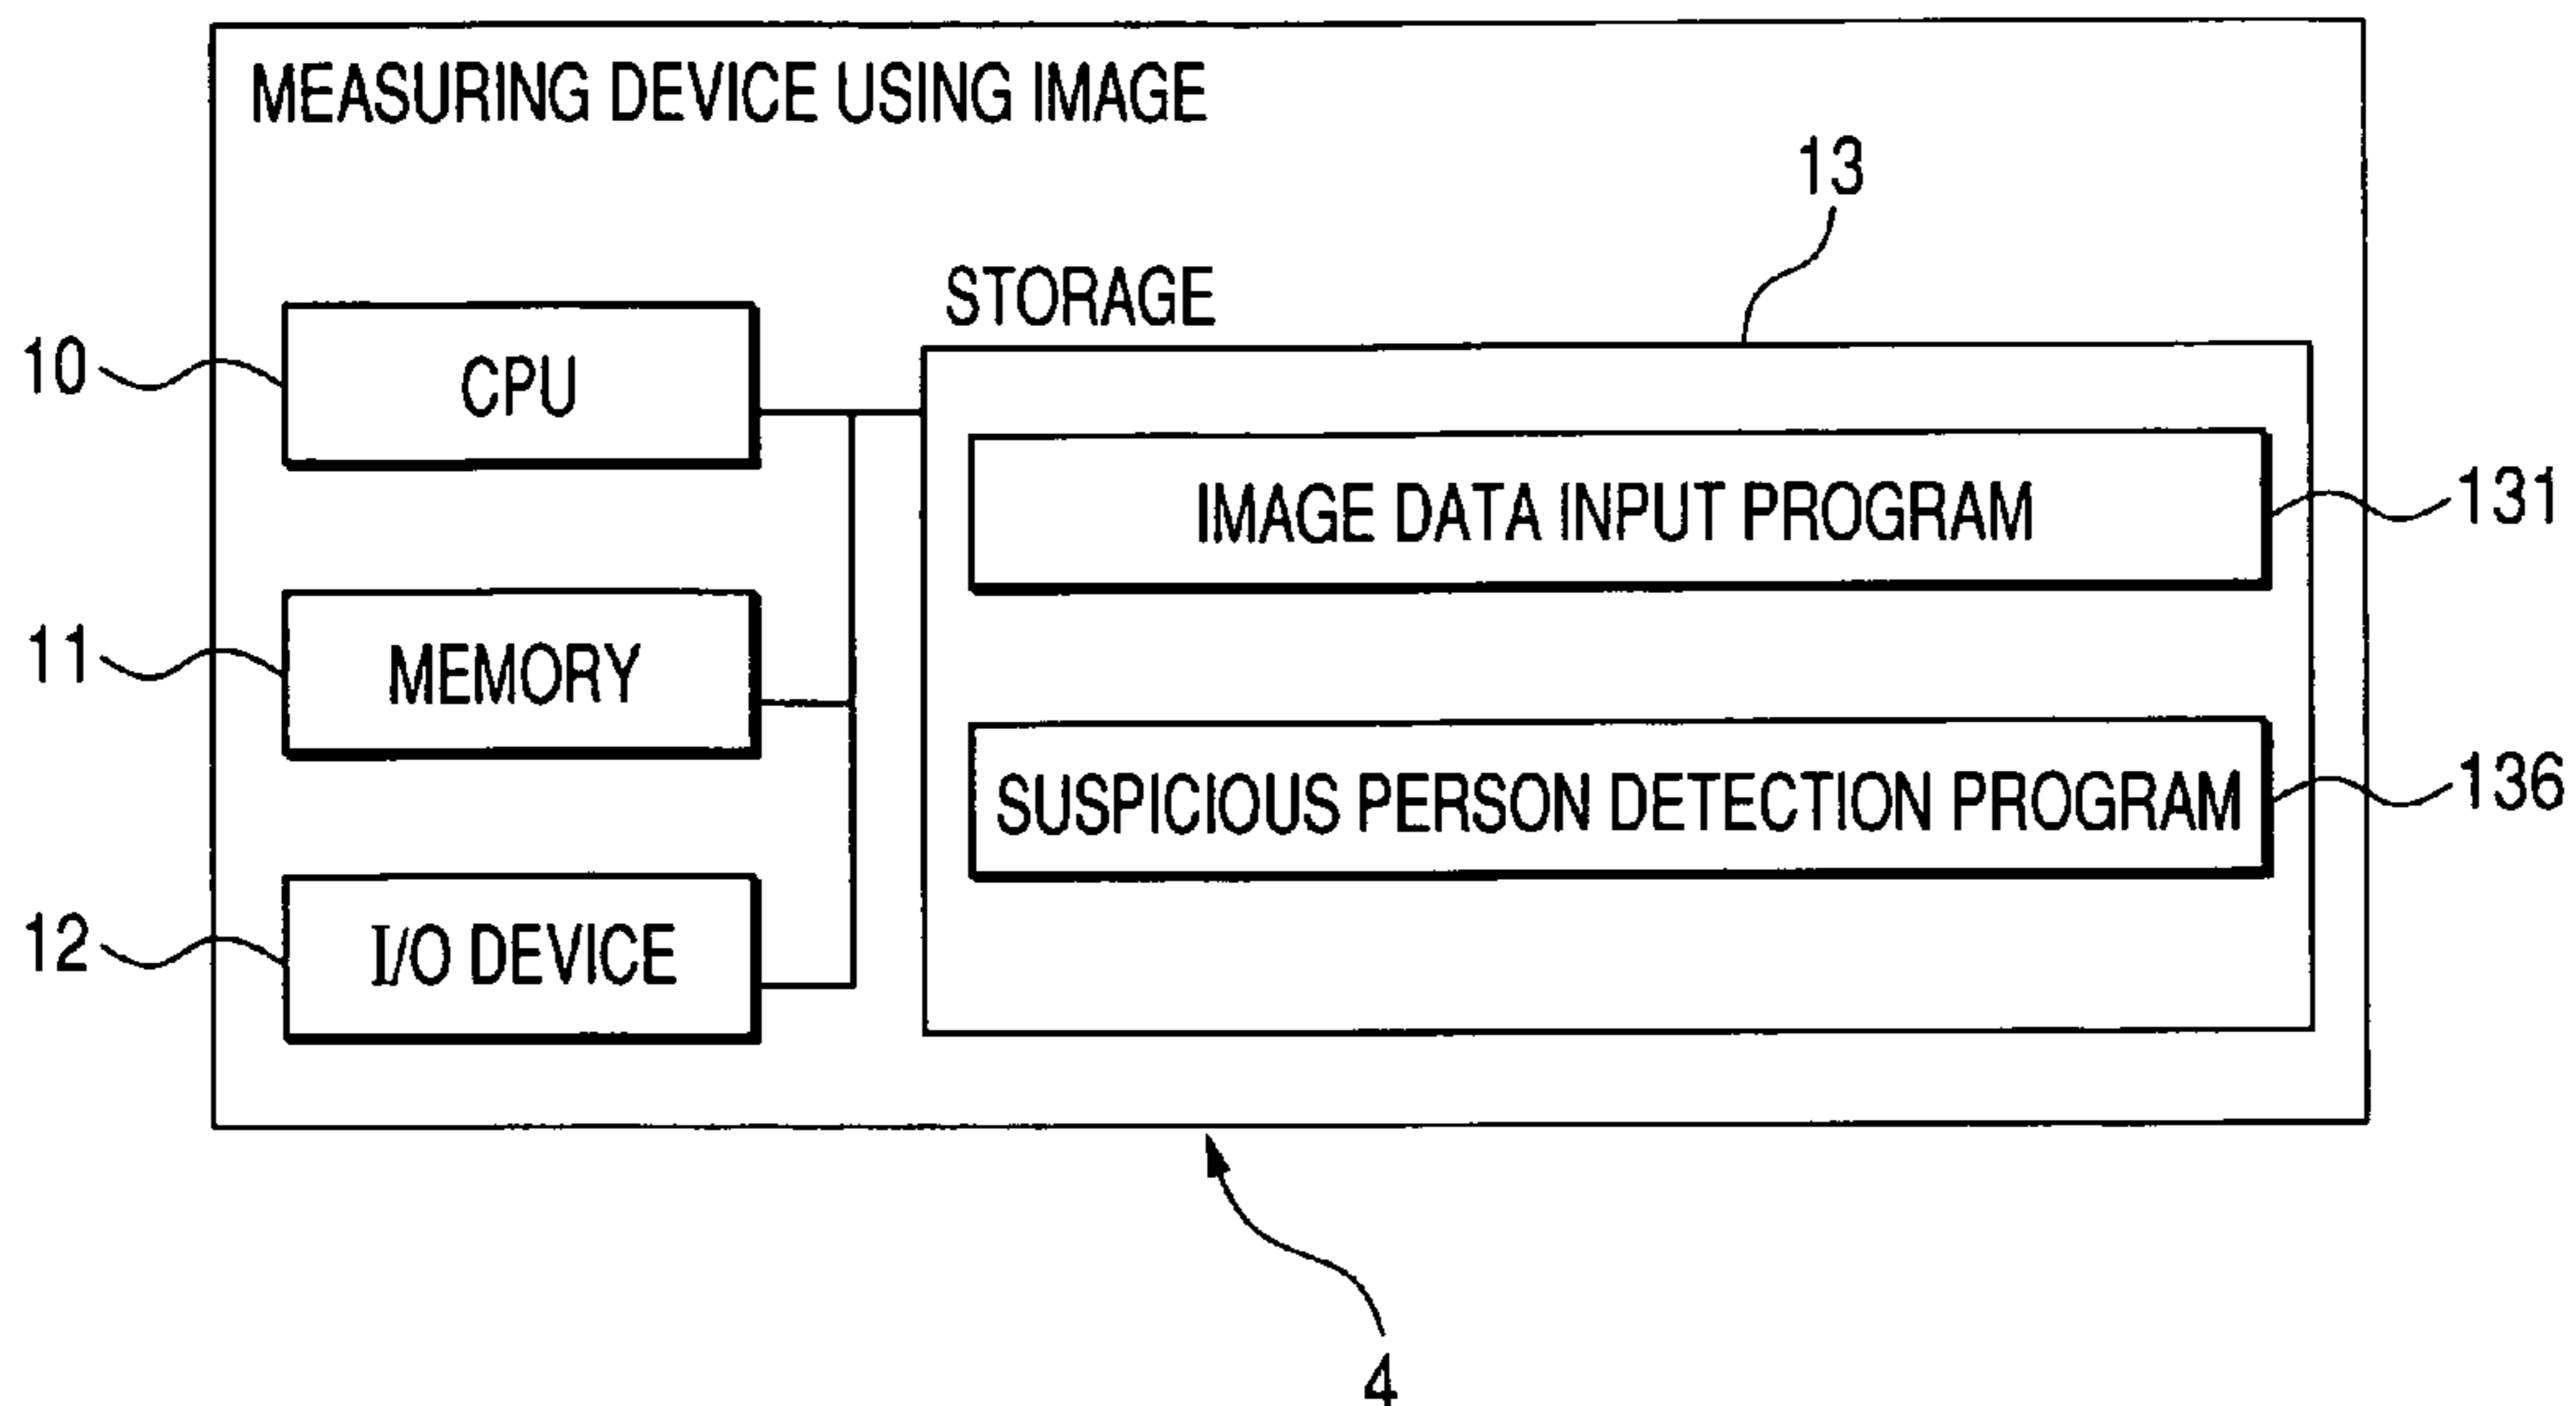 MEASURING DEVICE USING IMAGE
13
STORAGE
10
CPU
IMAGE DATA INPUT PROGRAM
131
11
MEMORY
SUSPICIOUS PERSON DETECTION PROGRAM
136
12
I/O DEVICE
4